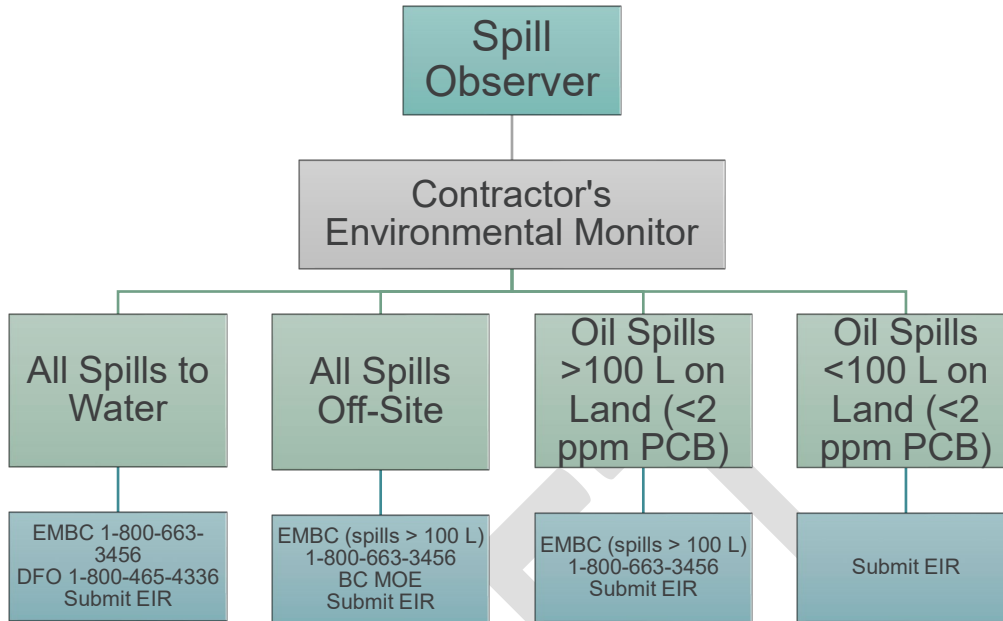 Spill
Observer
Contractor's
Environmental Monitor
All Spills to
Water
All Spills
Off-Site
Oil Spills
>100 L on
Land (<2
ppm PCB)
Oil Spills
<100 L on
Land (<2
ppm PCB)
EMBC 1-800-663-
3456
DFO 1-800-465-4336
Submit EIR
EMBC (spills > 100 L)
1-800-663-3456
BC MOE
Submit EIR
EMBC (spills > 100 L)
1-800-663-3456
Submit EIR
Submit EIR